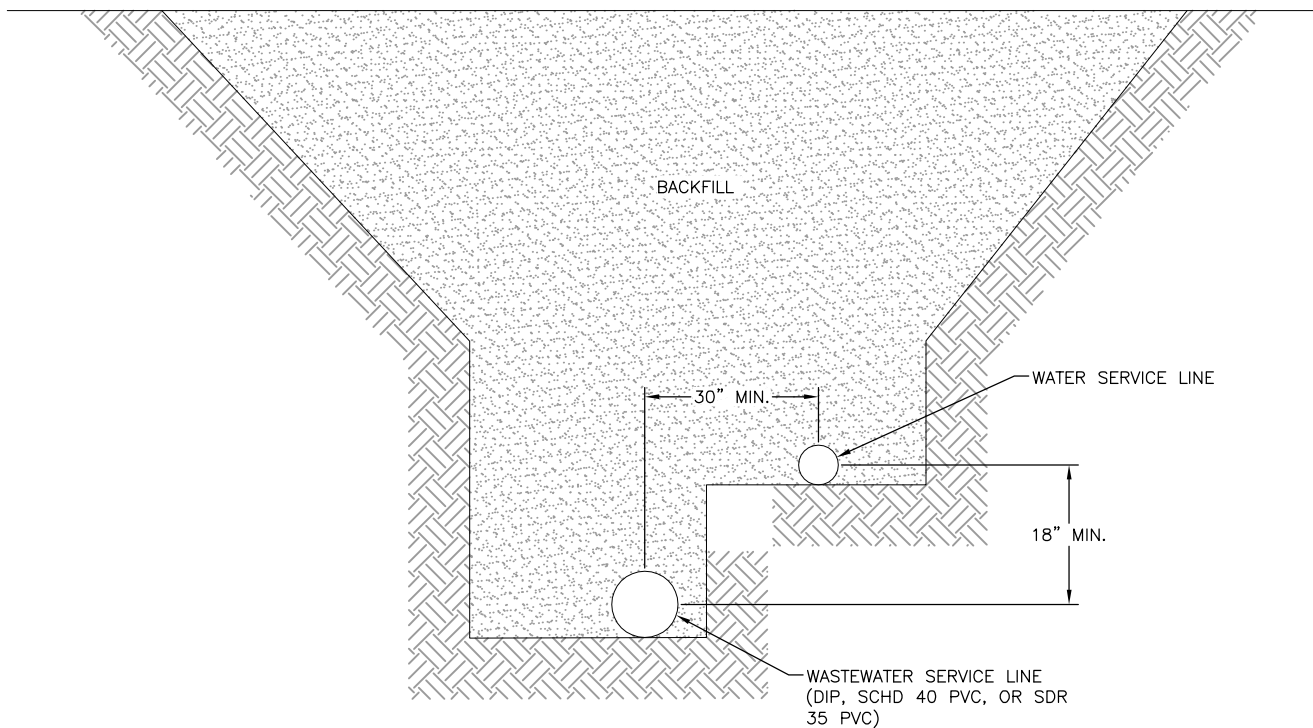 BACKFILL
30” MIN.
WATER SERVICE LINE
18” MIN.
WASTEWATER SERVICE LINE
(DIP, SCHD 40 PVC, OR SDR
35 PVC)